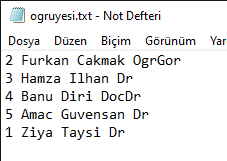 ogruyesi.txt - Not Defteri
Dosya Düzen Biçim Görünüm
2 Furkan Cakmak OgrGor
3 Hamza Ilhan Dr
4 Banu Diri DocDr
5 Amac Guvensan Dr
1 Ziya Taysi Dr